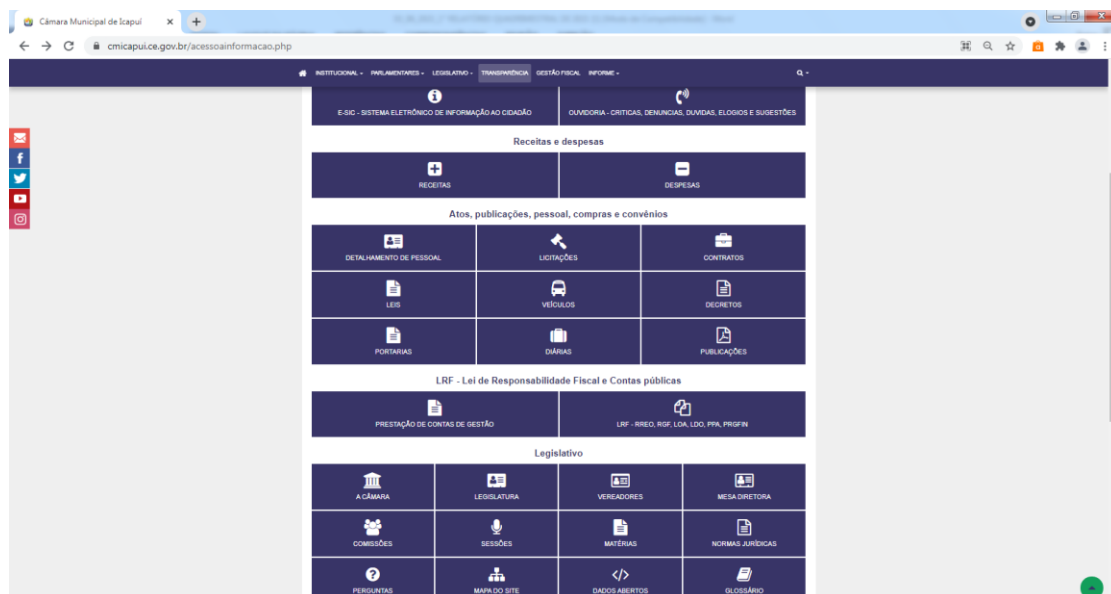 Câmara Municipal de Icapuí
cmicapui.ce.gov.br/acessoainformacao.php
INSTITUCIONAL PARLAMENTARES LEGISLATIVO TRANSPARÊNCIA GESTÃO FISCAL INFORME
E-SIC - SISTEMA ELETRÔNICO DE INFORMAÇÃO AO CIDADÃO
OUVIDORIA - CRITICAS, DENUNCIAS, DUVIDAS, ELOGIOS E SUGESTÕES
Receitas e despesas
RECEITAS
DESPESAS
Atos, publicações, pessoal, compras e convênios
DETALHAMENTO DE PESSOAL
LICITAÇÕES
CONTRATOS
LEIS
VEÍCULOS
DECRETOS
PORTARIAS
DIÁRIAS
PUBLICAÇÕES
LRF - Lei de Responsabilidade Fiscal e Contas públicas
PRESTAÇÃO DE CONTAS DE GESTÃO
LRF - RREO, RGF, LOA, LDO, PPA, PRGFIN
Legislativo
A CÂMARA
LEGISLATURA
VEREADORES
MESA DIRETORA
COMISSÕES
SESSÕES
MATÉRIAS
NORMAS JURÍDICAS
PERGUNTAS
MAPA DO SITE
DADOS ABERTOS
GLOSSÁRIO